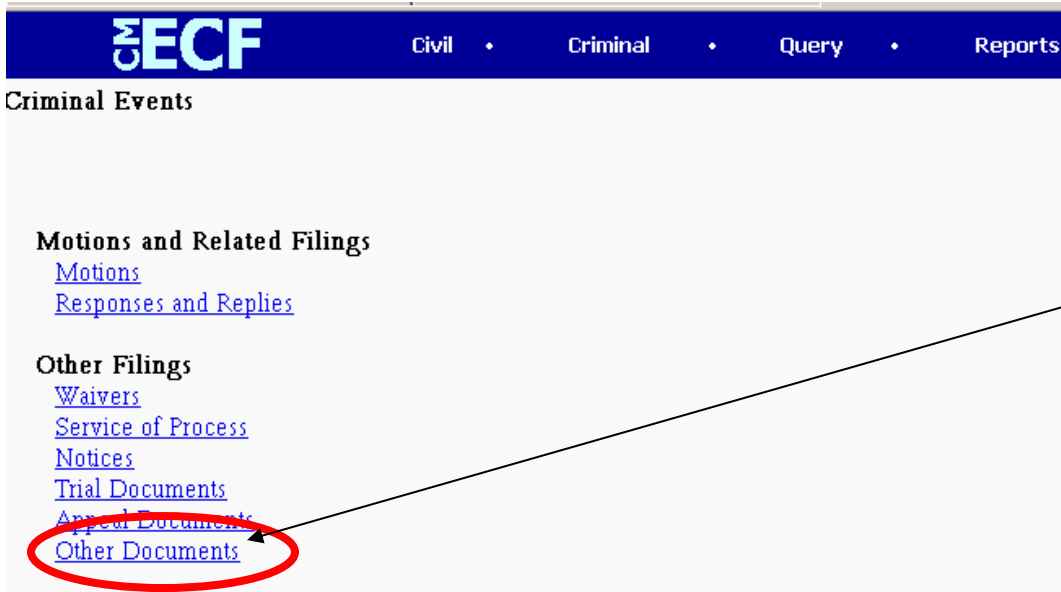 CM ECF Civil • Criminal • Query • Reports
Criminal Events
Motions and Related Filings
Motions
Responses and Replies
Other Filings
Waivers
Service of Process
Notices
Trial Documents
Appeal Documents
Other Documents